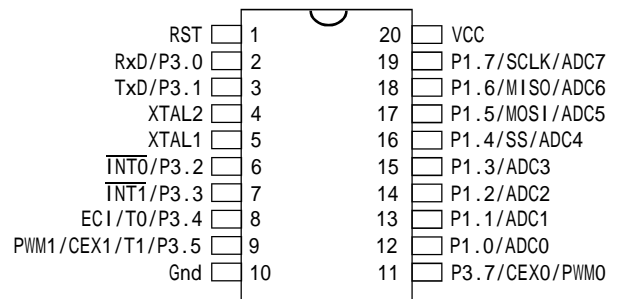 RST 1 20 VCC
RxD/P3.0 2 19 P1.7/SCLK/ADC7
TxD/P3.1 3 18 P1.6/MISO/ADC6
XTAL2 4 17 P1.5/MOSI/ADC5
XTAL1 5 16 P1.4/SS/ADC4
INT0/P3.2 6 15 P1.3/ADC3
INT1/P3.3 7 14 P1.2/ADC2
ECI/T0/P3.4 8 13 P1.1/ADC1
PWM1/CEX1/T1/P3.5 9 12 P1.0/ADC0
Gnd 10 11 P3.7/CEX0/PWM0